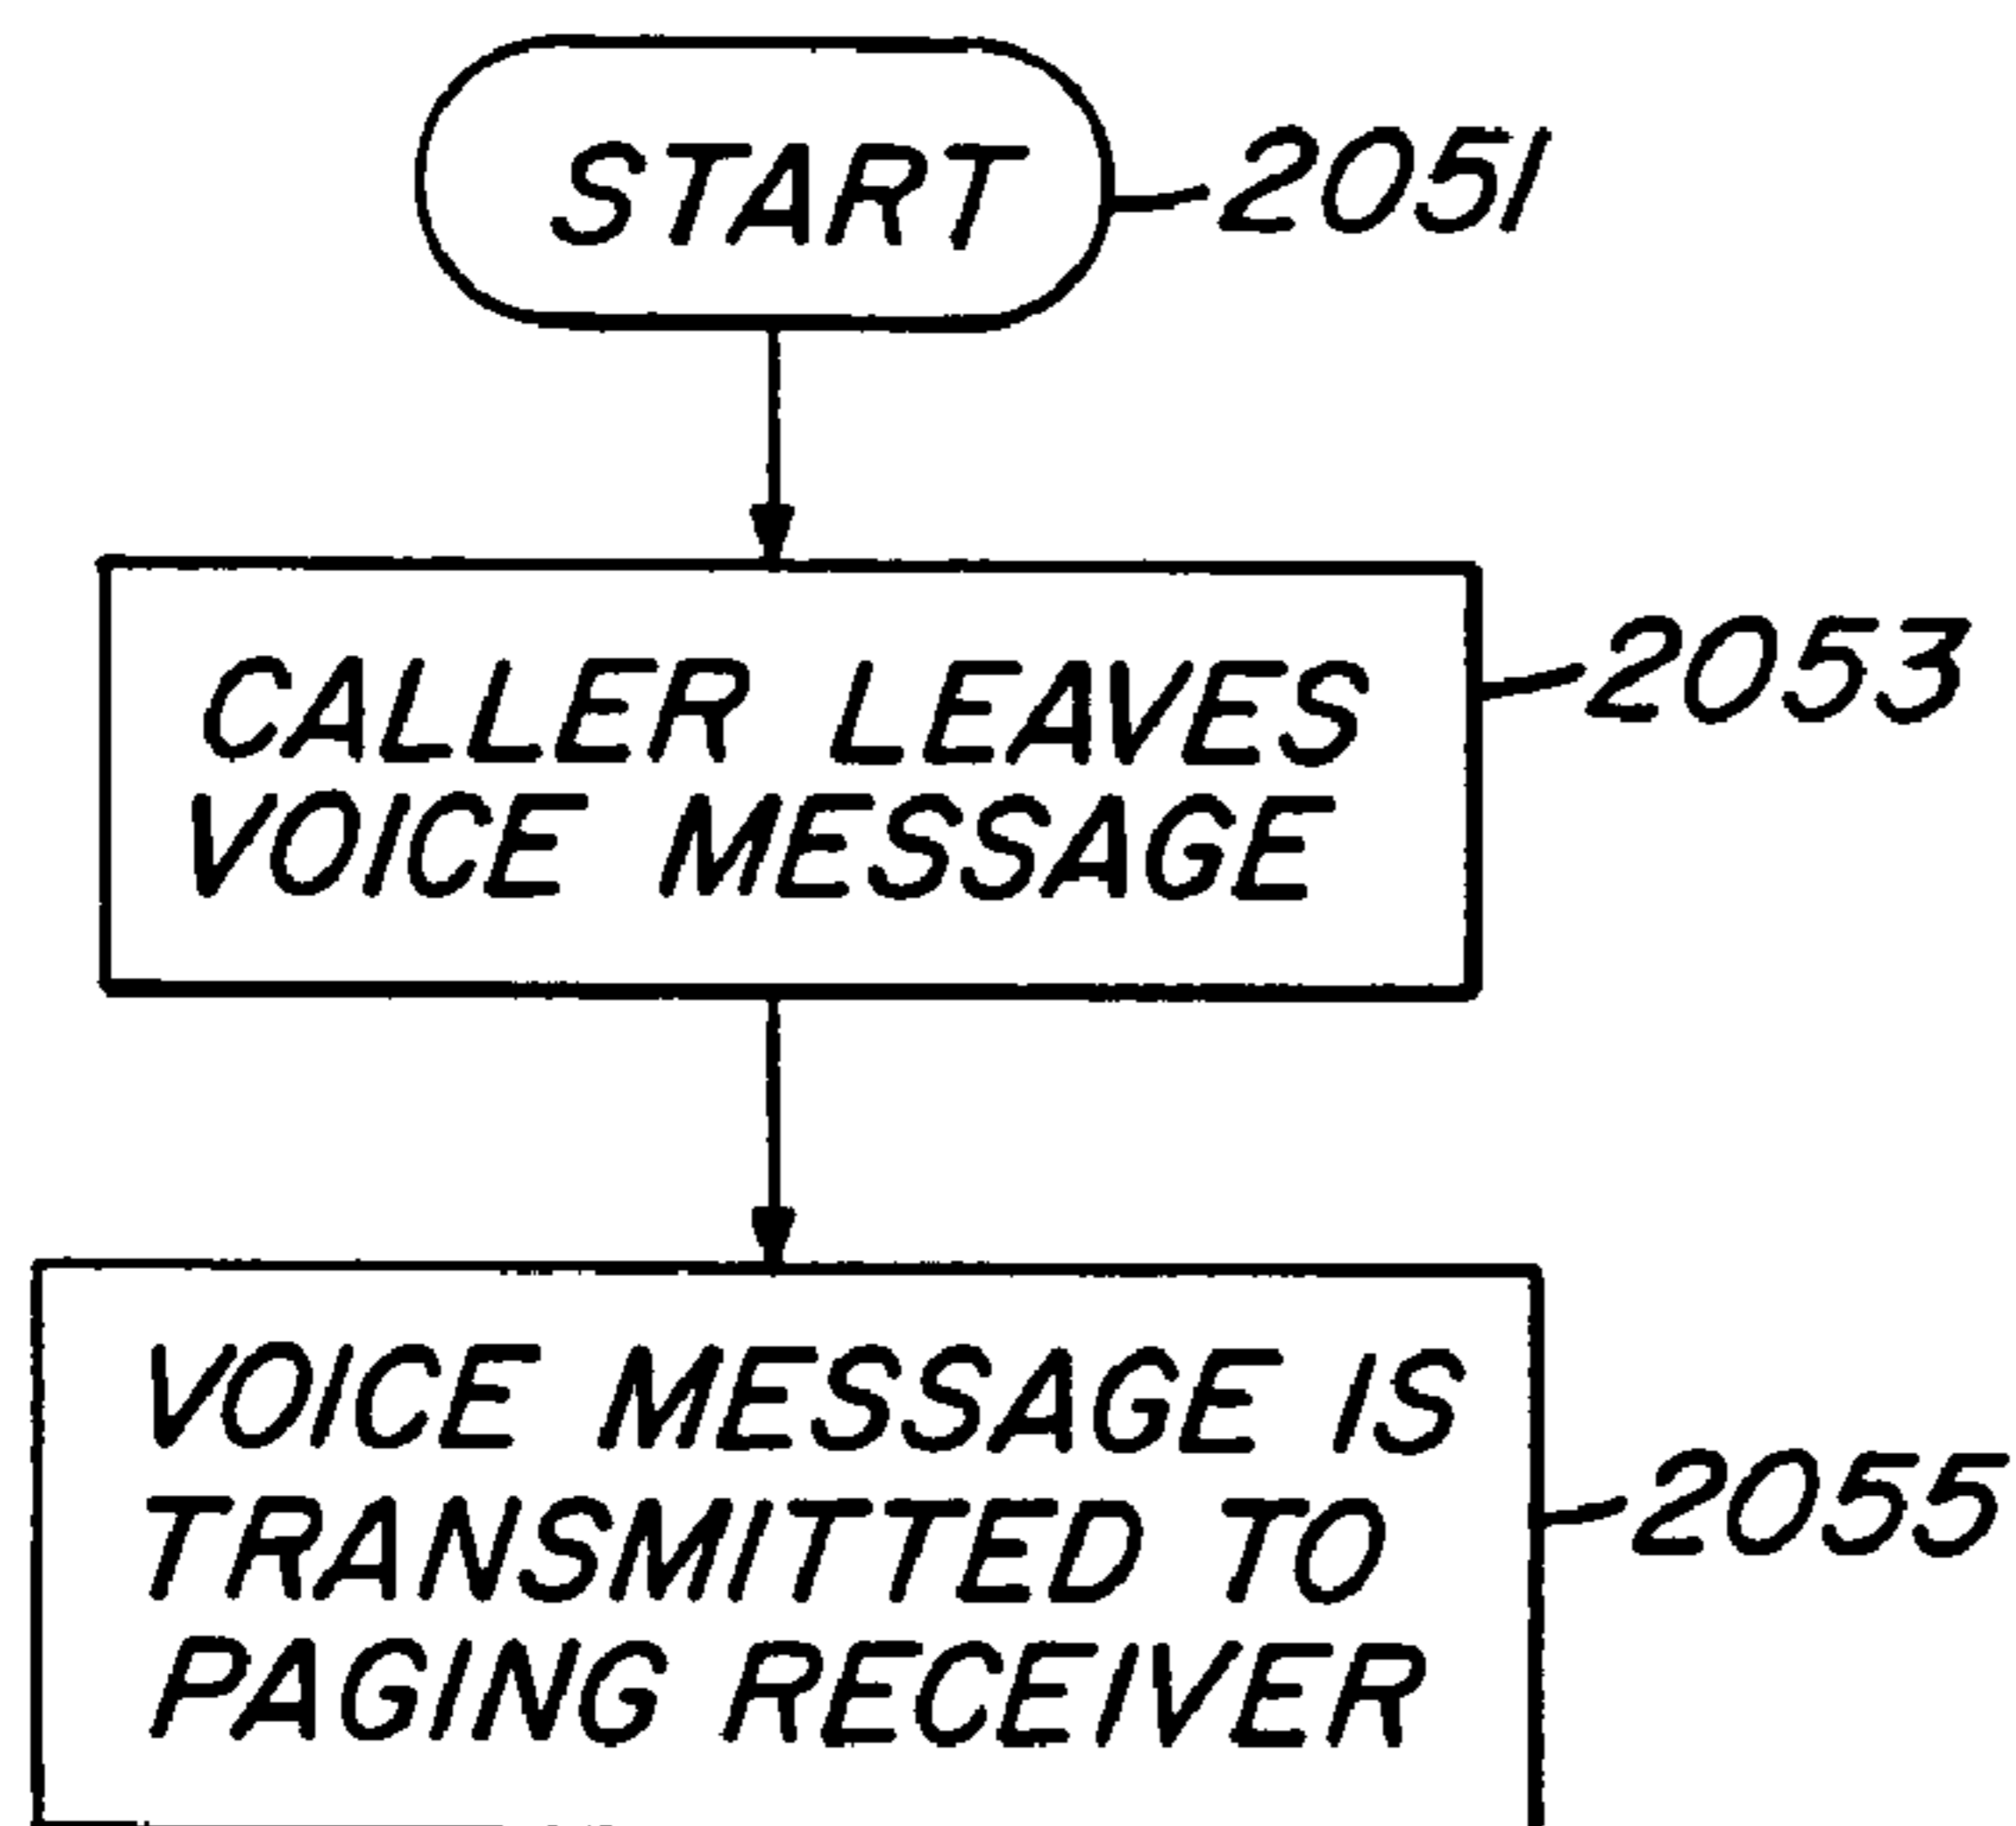 START 2051
CALLER LEAVES 2053
VOICE MESSAGE
VOICE MESSAGE IS
TRANSMITTED TO 2055
PAGING RECEIVER